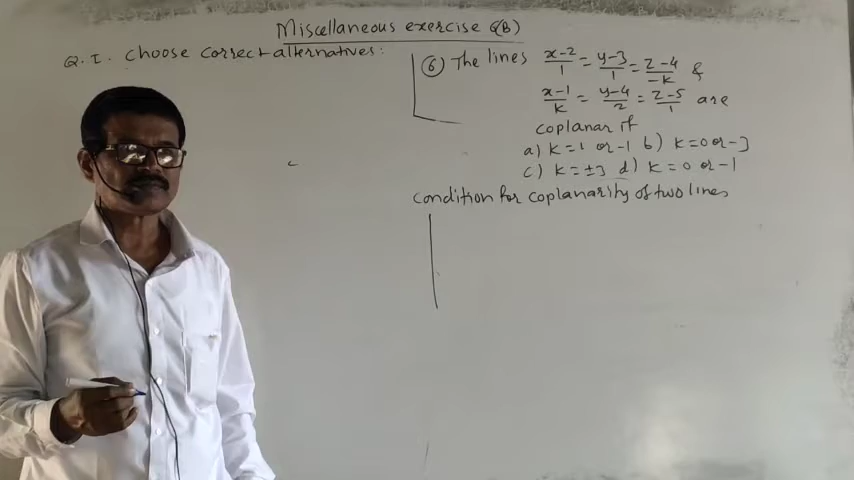 Miscellaneous exercise 6(B)
Q. I. Choose correct alternatives:
⑥ The lines x-2/1 = y-3/1 = z-4/-k &
x-1/k = y-4/2 = z-5/1 are
coplanar if
a) k=1 or -1 b) k=0 or -3
c) k=±3 d) k=0 or -1
condition for coplanarity of two lines